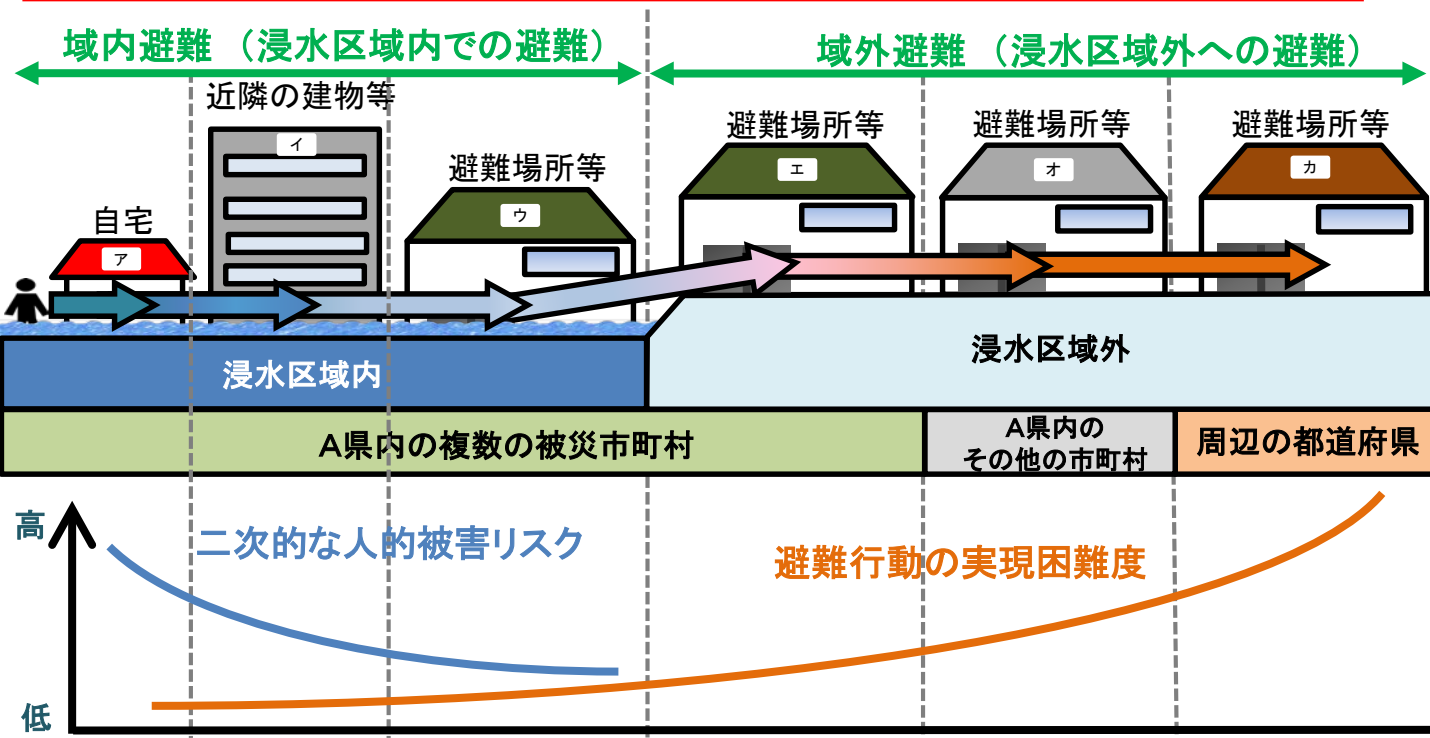 域内避難 （浸水区域内での避難）
域外避難 （浸水区域外への避難）
近隣の建物等
避難場所等
避難場所等
避難場所等
イ
避難場所等
エ
オ
カ
自宅
ウ
ア
浸水区域内
浸水区域外
A県内の複数の被災市町村
A県内の
その他の市町村
周辺の都道府県
高
二次的な人的被害リスク
避難行動の実現困難度
低